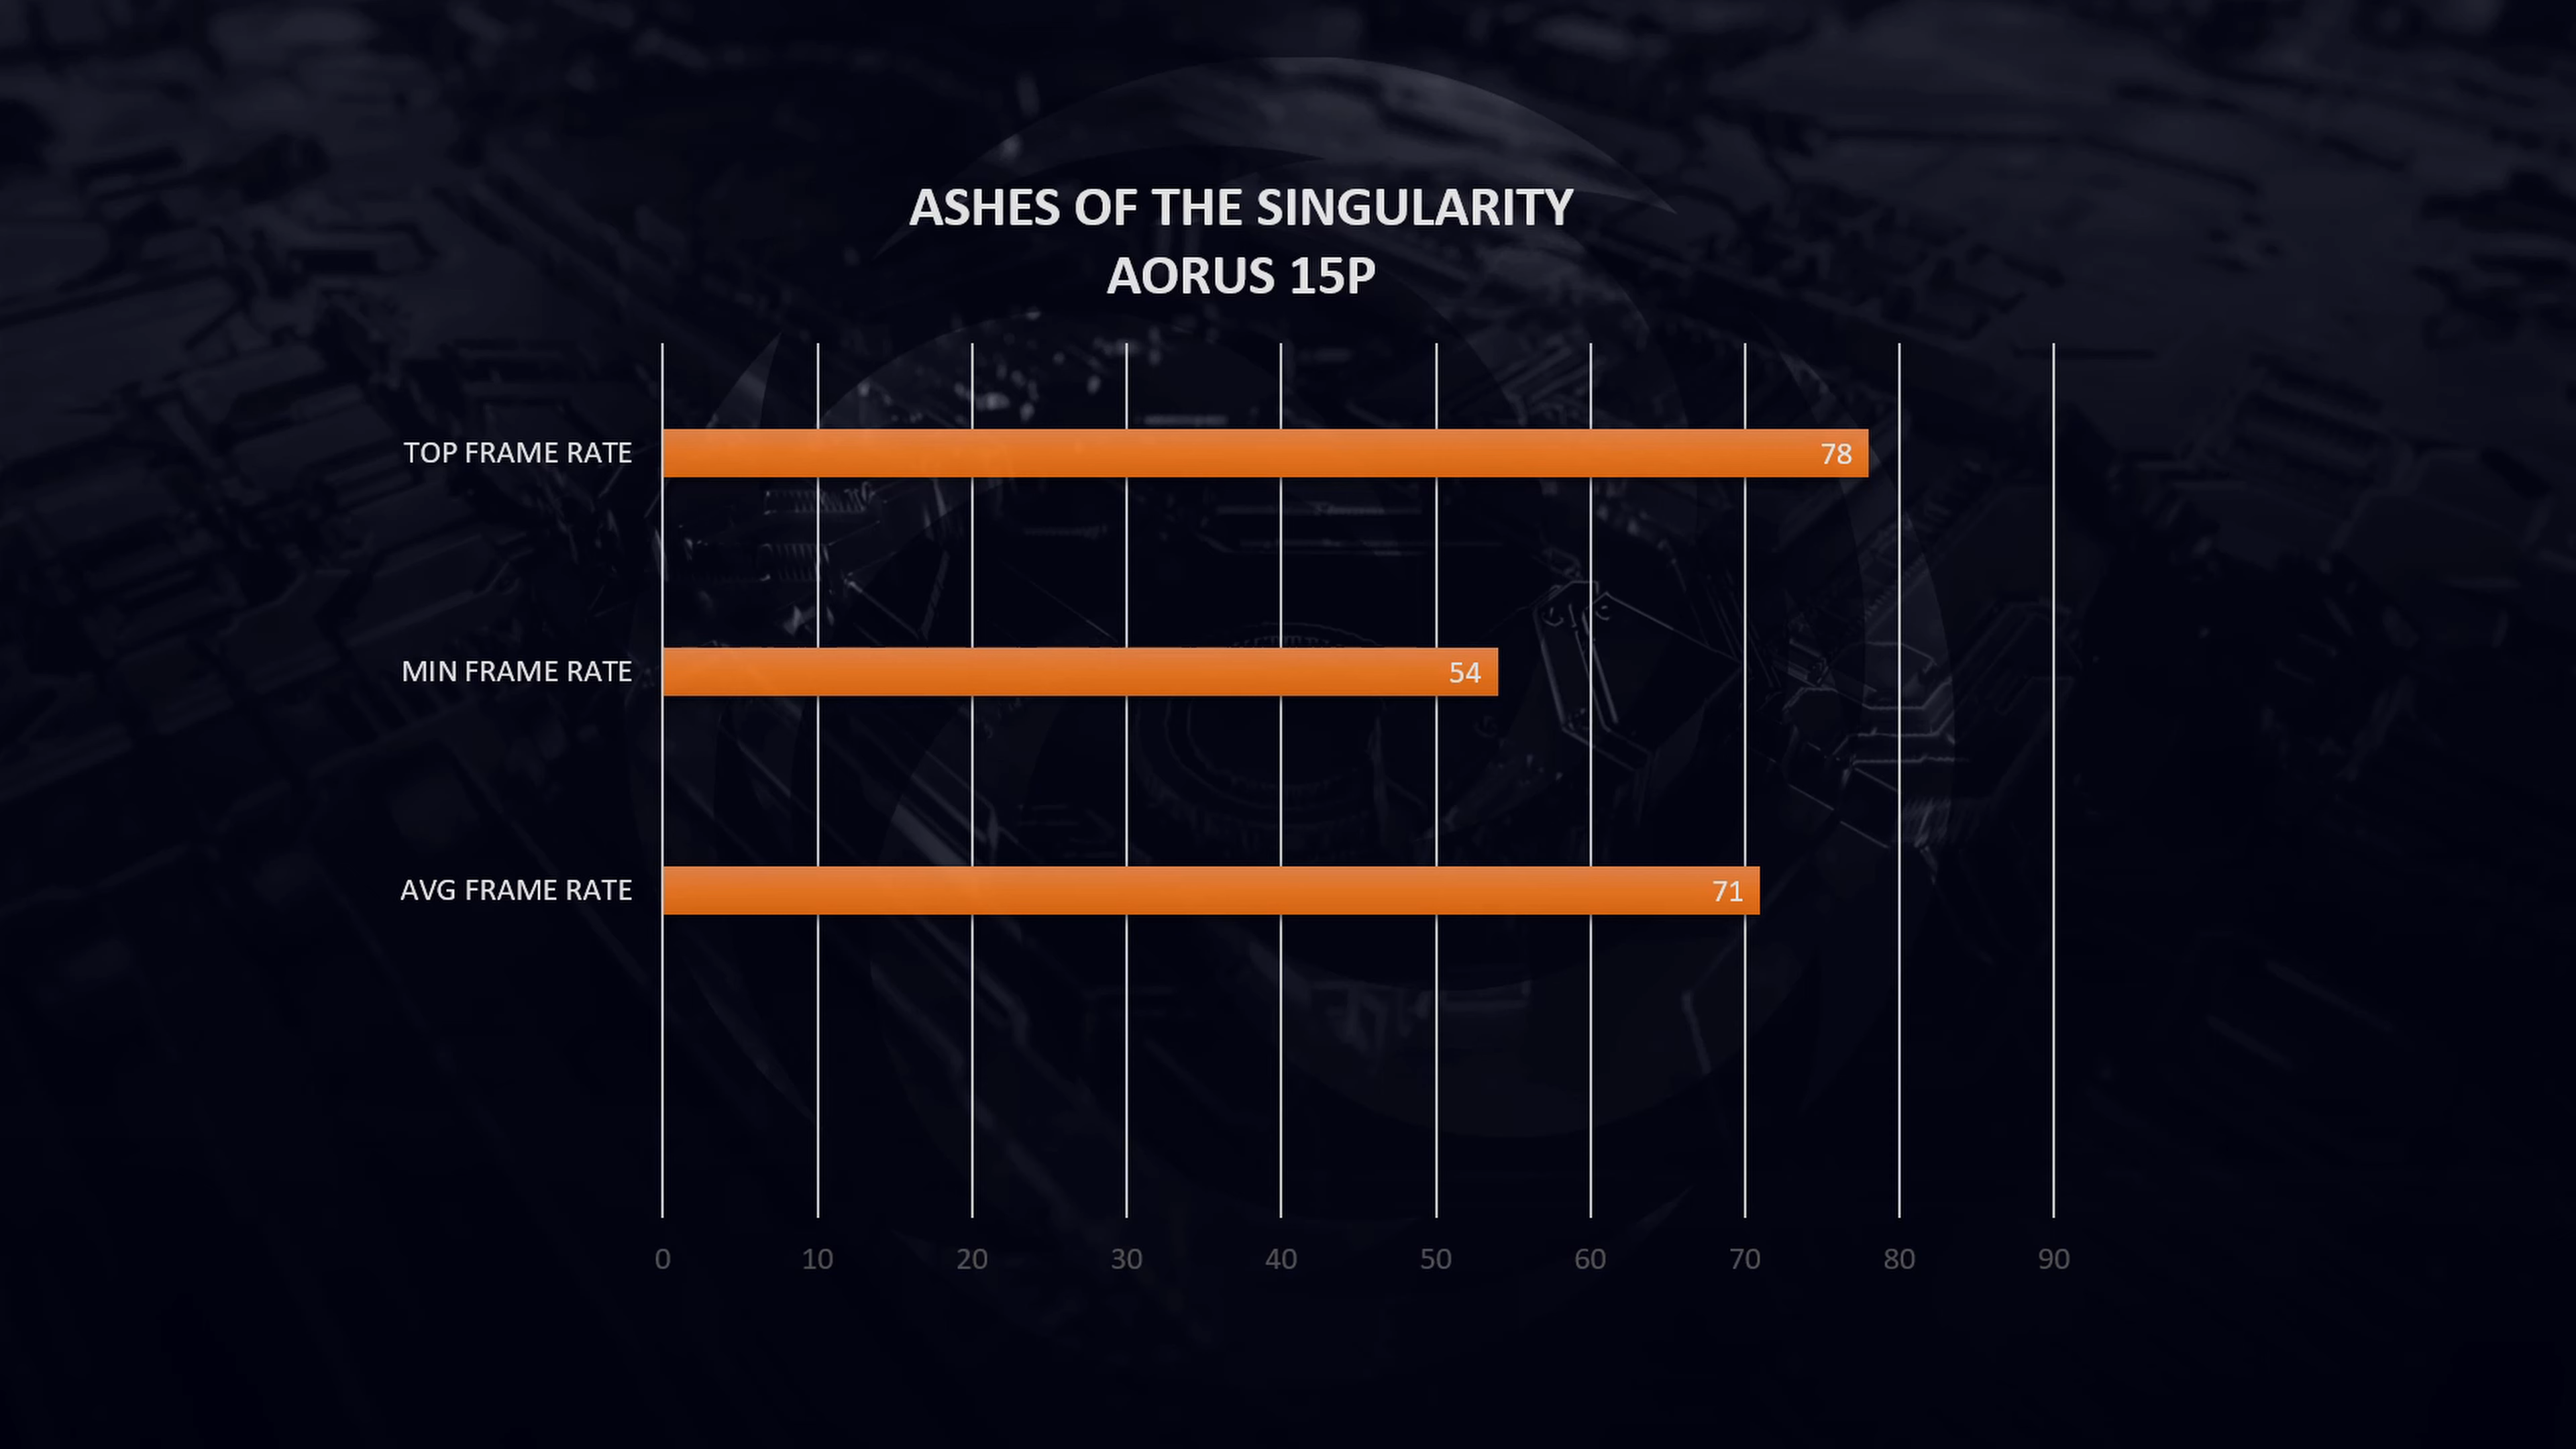 ASHES OF THE SINGULARITY
AORUS 15P
TOP FRAME RATE 78
MIN FRAME RATE 54
AVG FRAME RATE 71
0 10 20 30 40 50 60 70 80 90